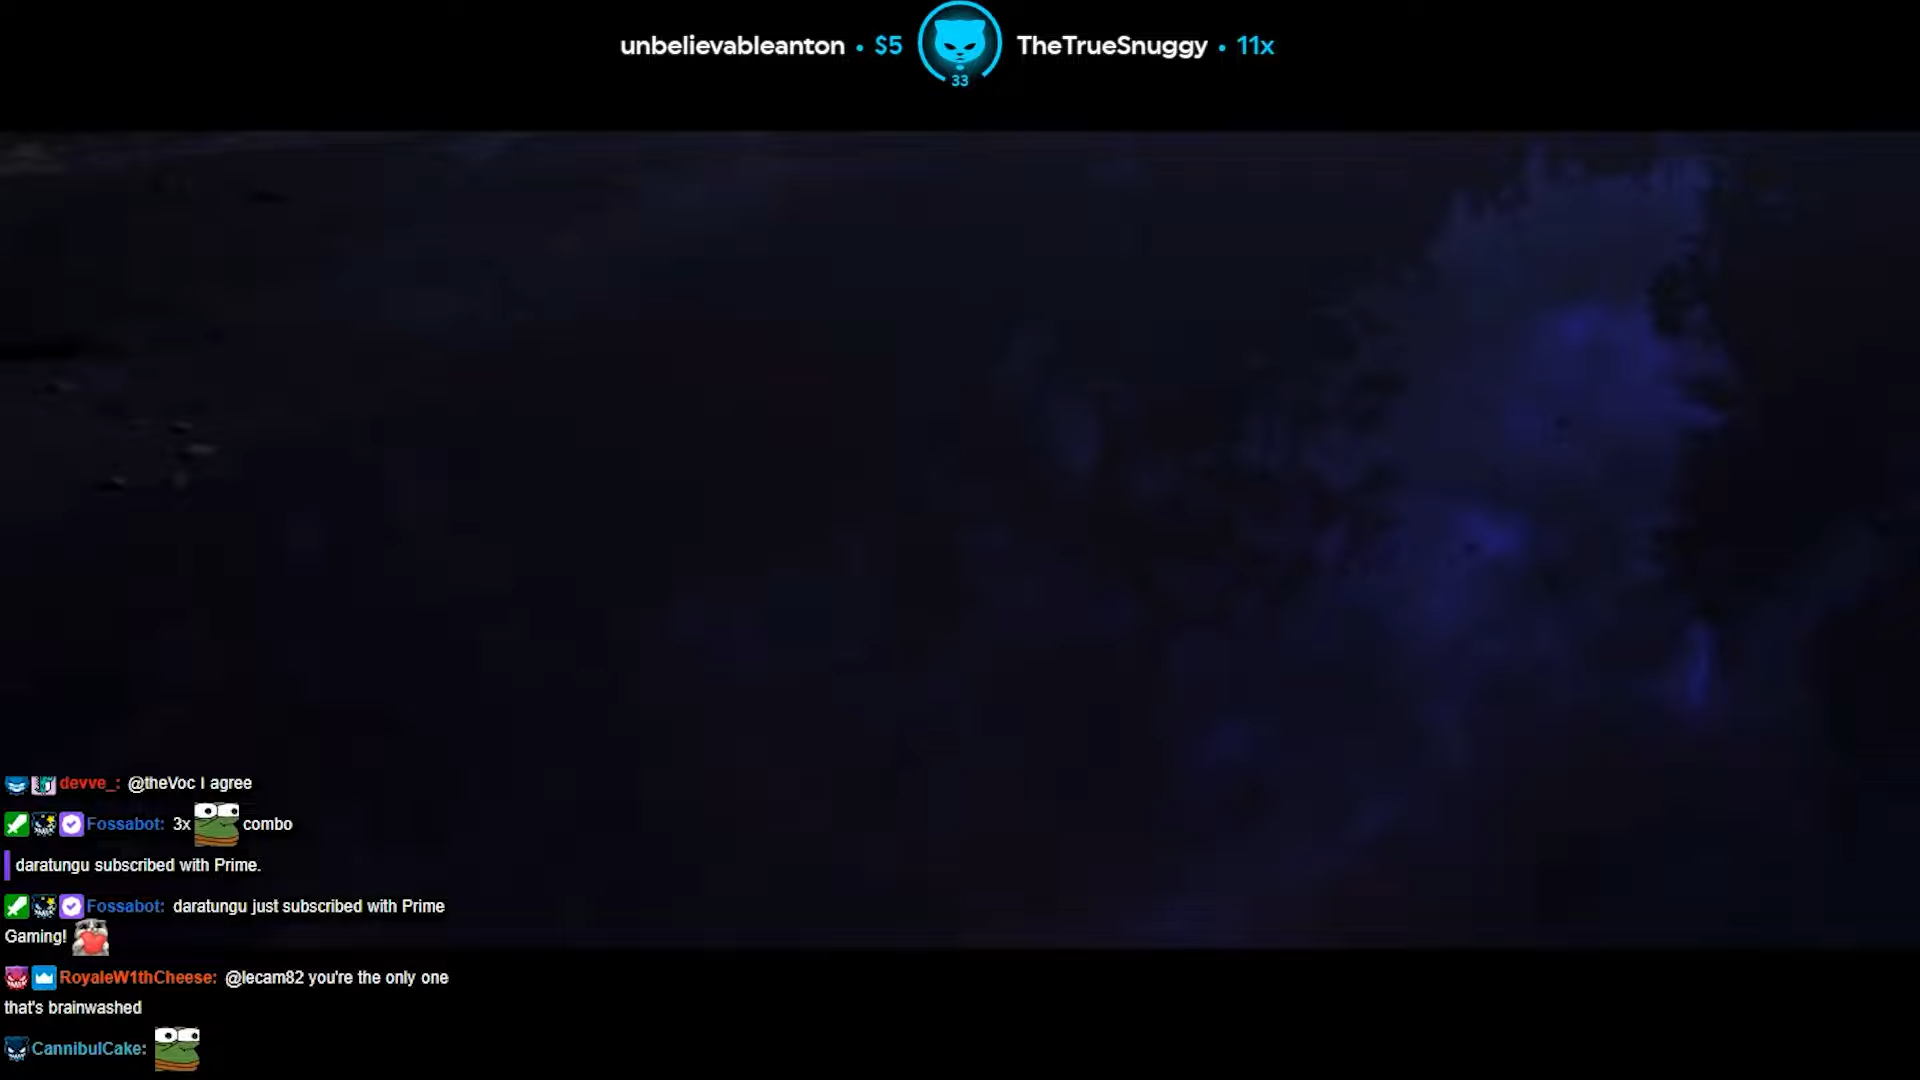 unbelievableanton • $5
33
TheTrueSnuggy • 11x
devve_: @theVoc I agree
Fossabot: 3x combo
daratungu subscribed with Prime.
Fossabot: daratungu just subscribed with Prime
Gaming!
RoyaleW1thCheese: @lecam82 you're the only one
that's brainwashed
CannibulCake: